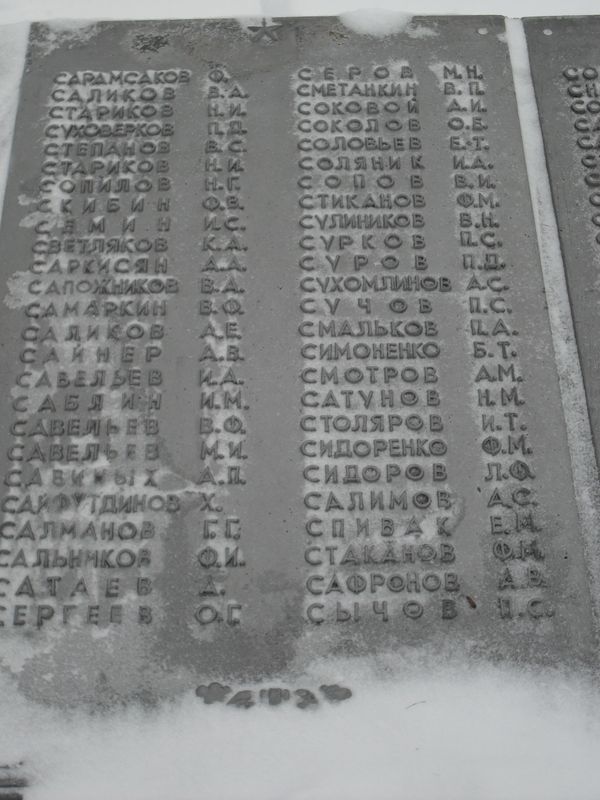 САРАМСАКОВ Ф.
САЛИКОВ В.А.
СТАРИКОВ Н.И.
СУХОВЕРКОВ П.Д.
СТЕПАНОВ В.С.
СТАРИКОВ Н.И.
СОПИЛОВ Н.Г.
СКИБИН Ф.В.
СЕМИН И.С.
СВЕТЛЯКОВ К.А.
САРКИСЯН А.А.
САПОЖНИКОВ В.А.
САМАРКИН В.Ф.
САЛИКОВ А.Е.
САЙНЕР А.В.
САВЕЛЬЕВ И.А.
САБЛИН И.М.
САВЕЛЬЕВ В.Ф.
САВЕЛЬЕВ М.И.
САВИНЫХ А.П.
САЙФУТДИНОВ Х.
САЛМАНОВ Г.Г.
САЛЬНИКОВ Ф.И.
САТАЕВ Д.
СЕРГЕЕВ О.Г.
СЕРОВ М.Н.
СМЕТАНКИН В.П.
СОКОВОЙ А.И.
СОКОЛОВ О.Б.
СОЛОВЬЕВ Е.Т.
СОЛЯНИК И.А.
СОПОВ В.И.
СТИКАНОВ Ф.М.
СУЛИНИКОВ В.Н.
СУРКОВ П.С.
СУРОВ П.Д.
СУХОМЛИНОВ А.С.
СУЧОВ П.С.
СМАЛЬКОВ П.А.
СИМОНЕНКО Б.Т.
СМОТРОВ А.М.
САТУНОВ Н.М.
СТОЛЯРОВ И.Т.
СИДОРЕНКО Ф.М.
СИДОРОВ Л.Ф.
САЛИМОВ А.С.
СПИВАК Е.М.
СТАКАНОВ Ф.М.
САФРОНОВ А.В.
СЫЧОВ П.С.